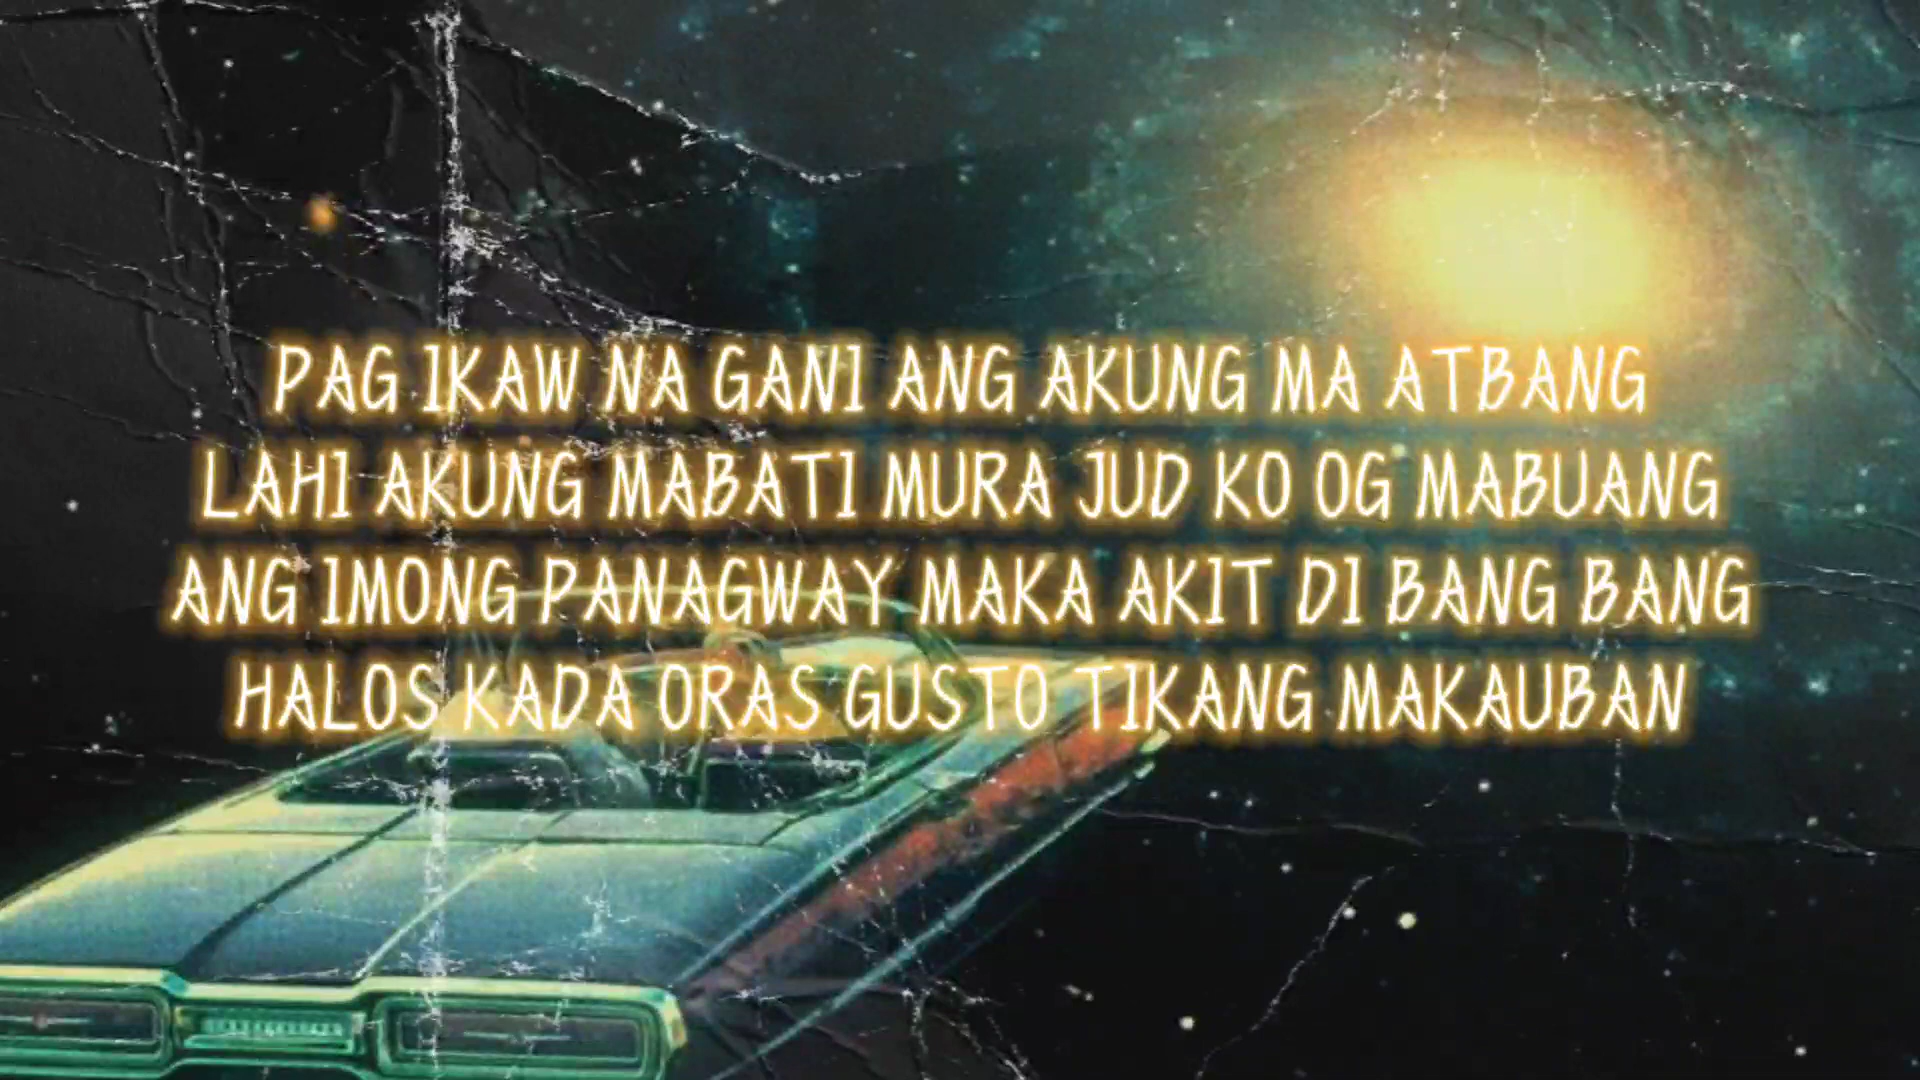 PAG IKAW NA GANI ANG AKUNG MA ATBANG
LAHI AKUNG MABATI MURA JUD KO OG MABUANG
ANG IMONG PANAGWAY MAKA AKIT DI BANG BANG
HALOS KADA ORAS GUSTO TIKANG MAKAUBAN